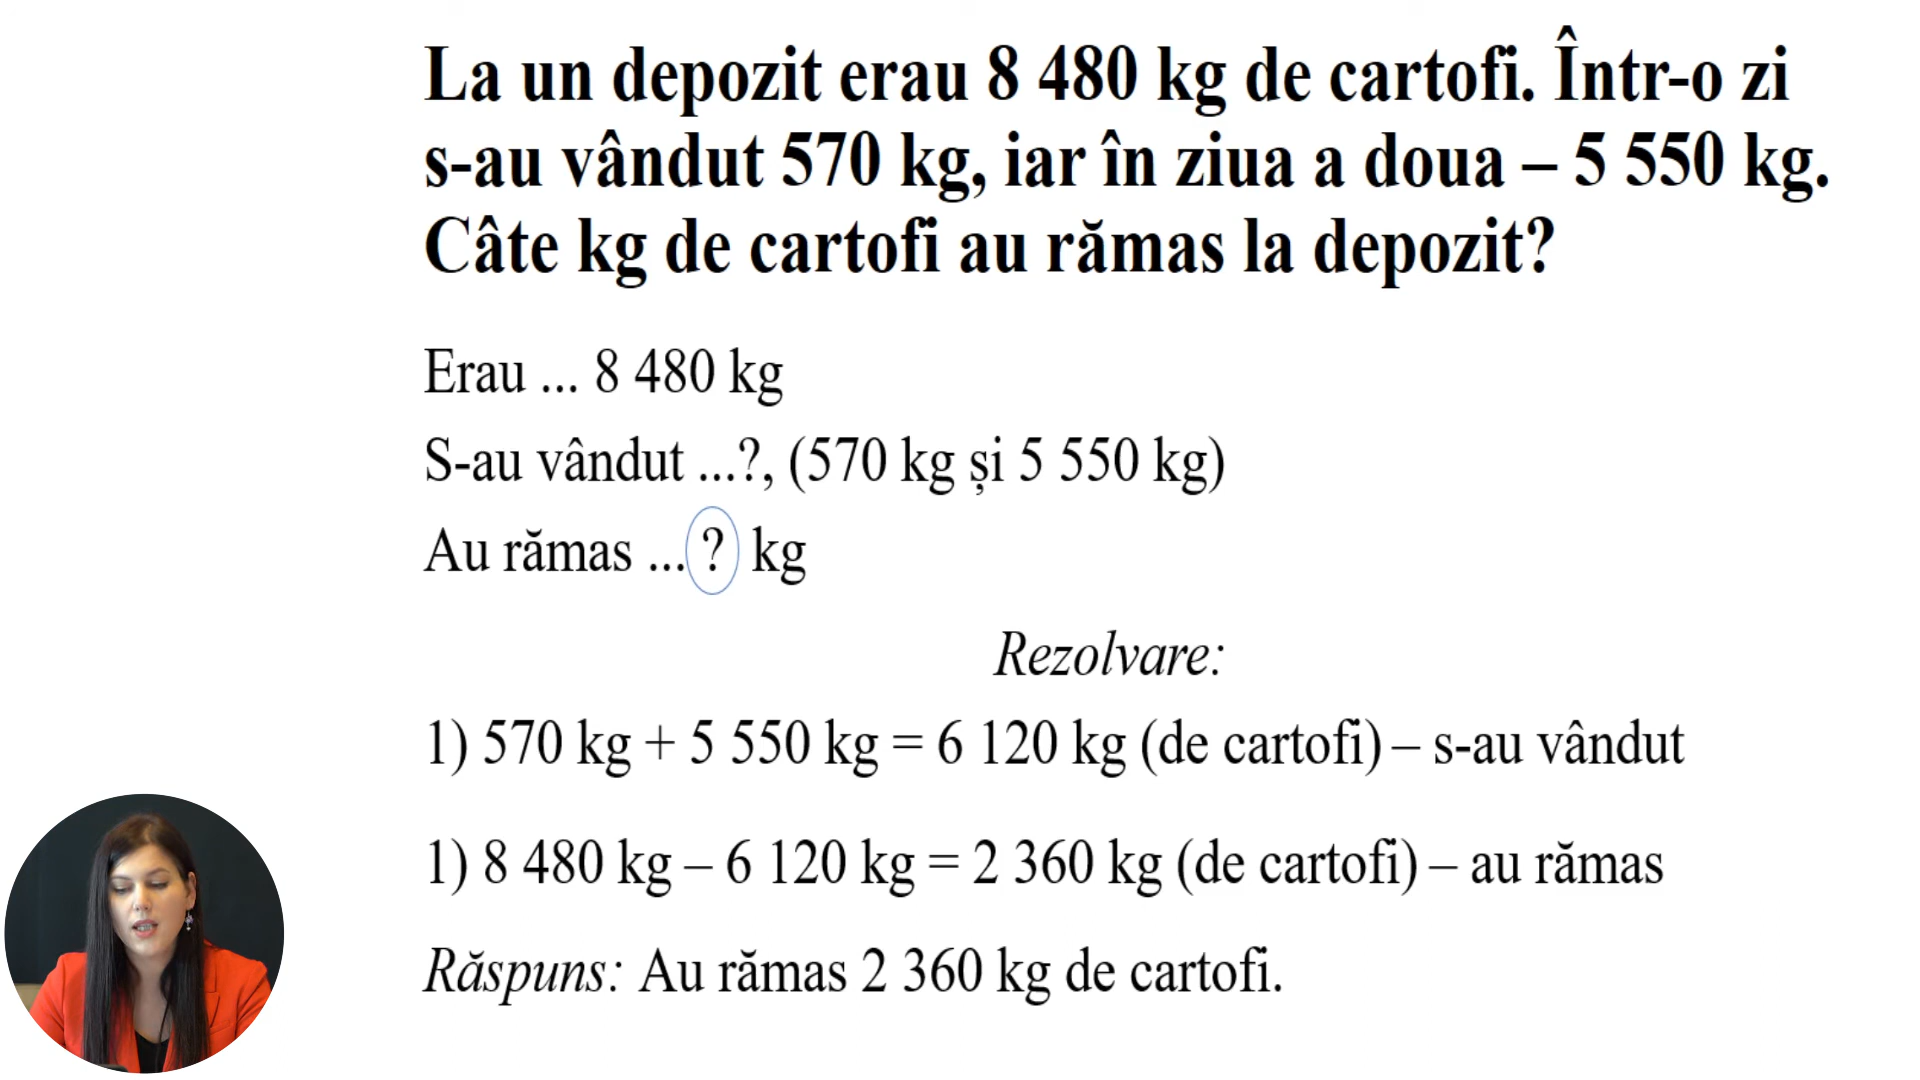 La un depozit erau 8 480 kg de cartofi. Într-o zi
s-au vândut 570 kg, iar în ziua a doua – 5 550 kg.
Câte kg de cartofi au rămas la depozit?
Erau ... 8 480 kg
S-au vândut ...?, (570 kg și 5 550 kg)
Au rămas ... ? kg
Rezolvare:
1) 570 kg + 5 550 kg = 6 120 kg (de cartofi) – s-au vândut
1) 8 480 kg – 6 120 kg = 2 360 kg (de cartofi) – au rămas
Răspuns: Au rămas 2 360 kg de cartofi.